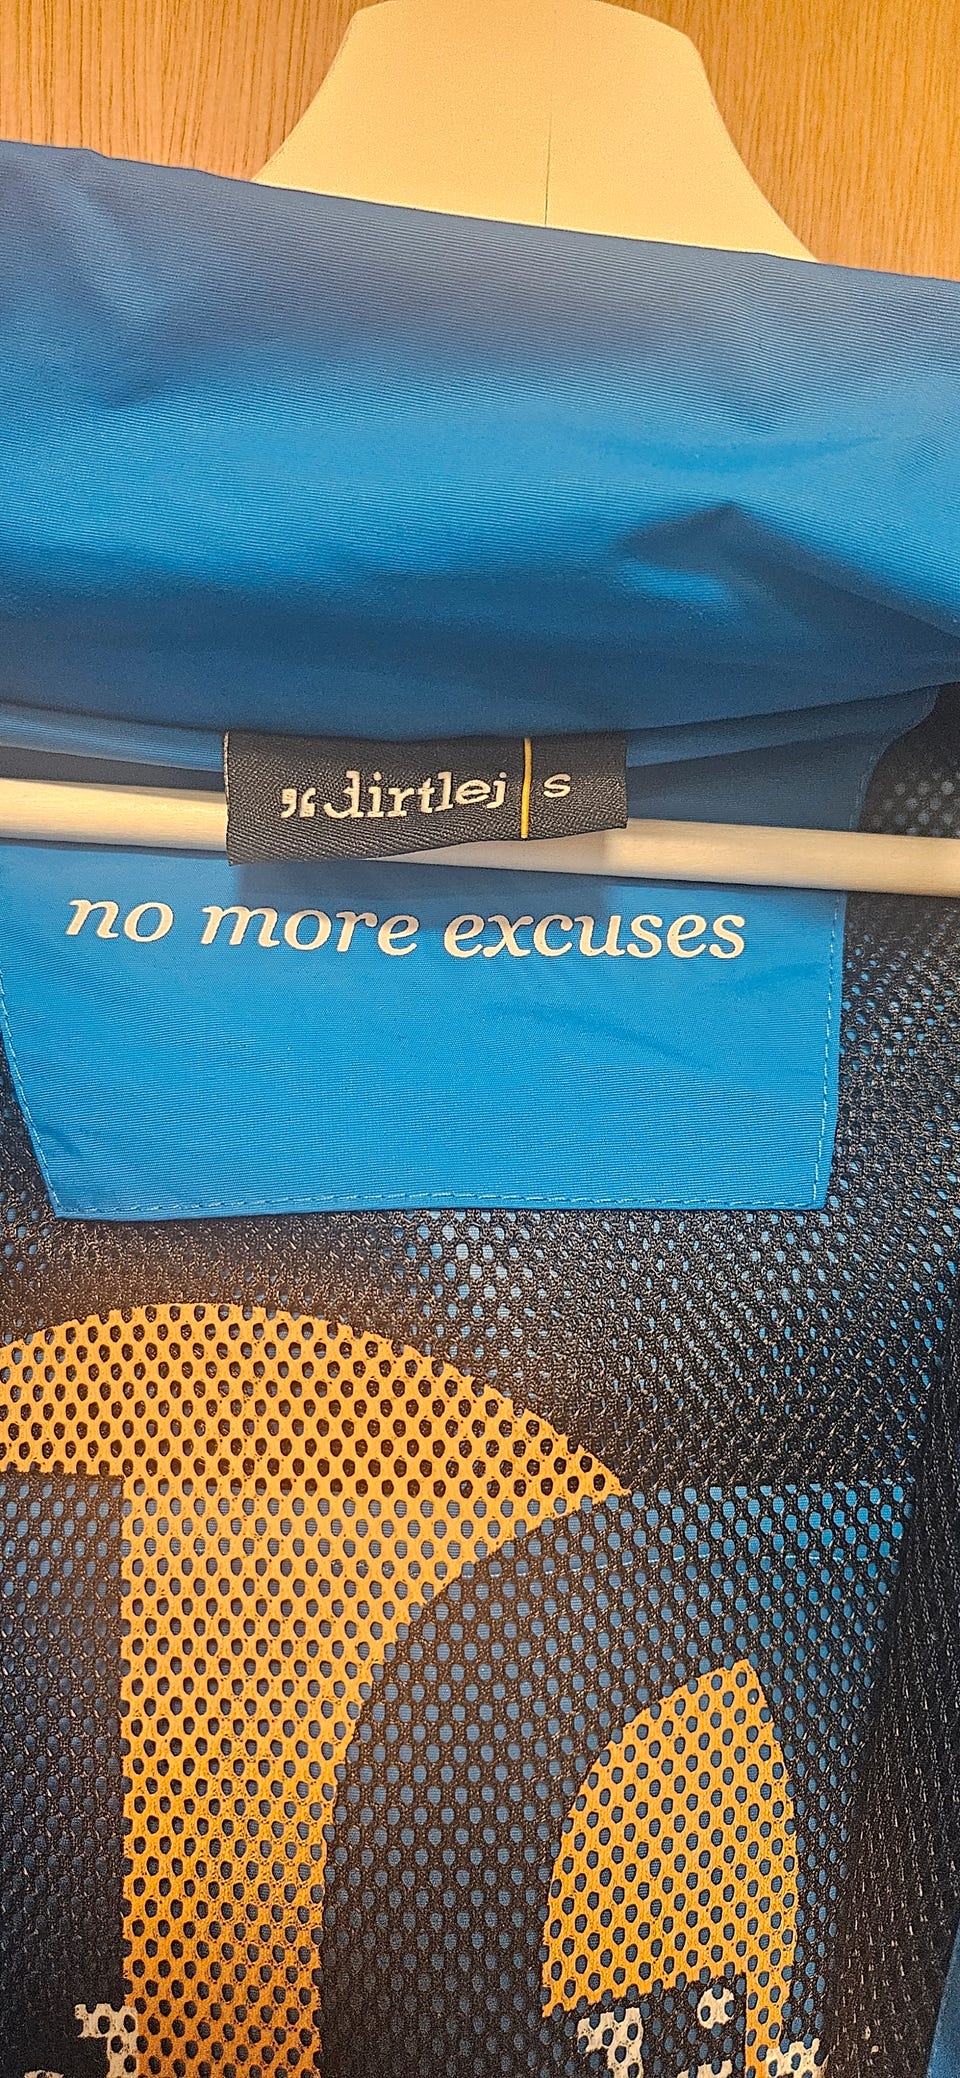 dirtlej s
no more excuses